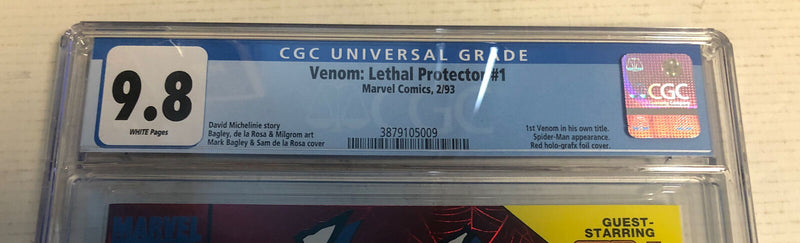 CGC UNIVERSAL GRADE
9.8
WHITE Pages
Venom: Lethal Protector #1
Marvel Comics, 2/93
David Michelinie story
Bagley, de la Rosa & Milgrom art
Mark Bagley & Sam de la Rosa cover
3879105009
1st Venom in his own title.
Spider-Man appearance.
Red holo-grafx foil cover.
CGC
MARVEL
GUEST-
STARRING